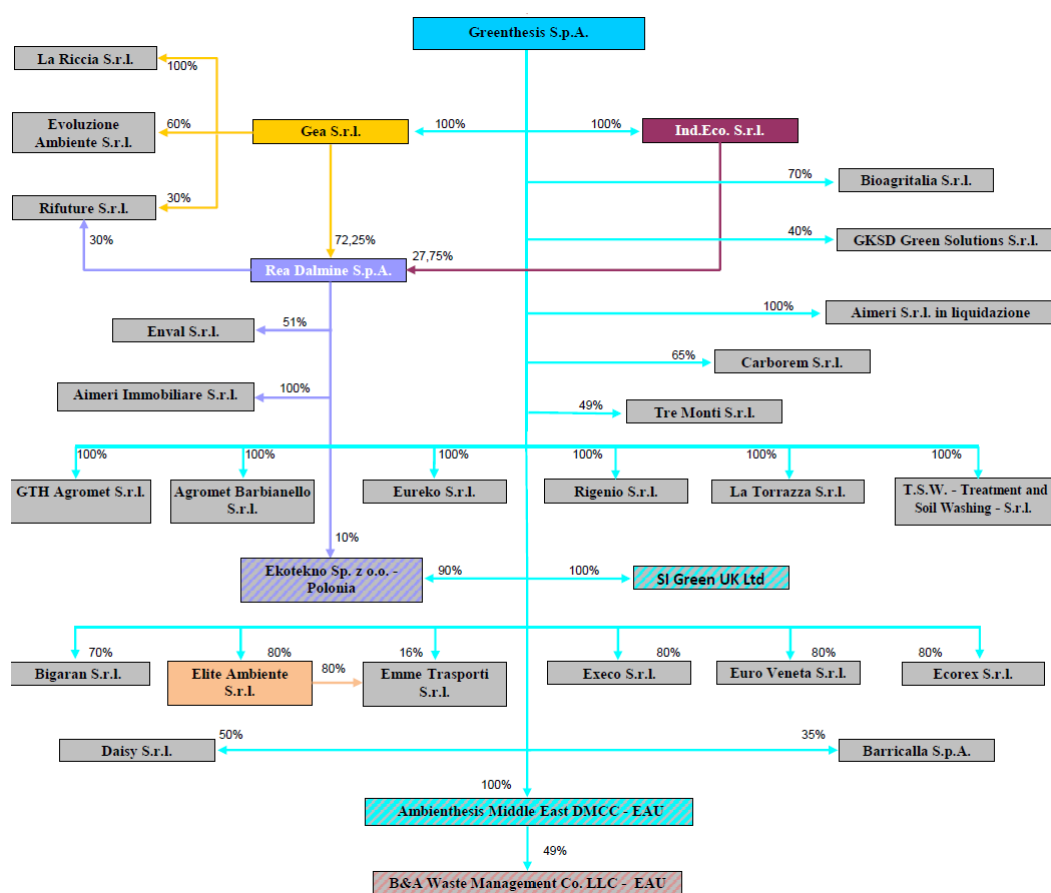 Greenthesis S.p.A.
La Riccia S.r.l.
100%
Evoluzione
Ambiente S.r.l.
60%
Gea S.r.l.
100%
100%
Ind.Eco. S.r.l.
70%
Bioagritalia S.r.l.
Rifuture S.r.l.
30%
30%
72,25%
40%
GKSD Green Solutions S.r.l.
27,75%
Rea Dalmine S.p.A.
Enval S.r.l.
51%
100%
Aimeri S.r.l. in liquidazione
65%
Carborem S.r.l.
Aimeri Immobiliare S.r.l.
100%
49%
Tre Monti S.r.l.
100%
100%
100%
100%
100%
100%
GTH Agromet S.r.l.
Agromet Barbianello
S.r.l.
Eureko S.r.l.
Rigenio S.r.l.
La Torrazza S.r.l.
T.S.W. - Treatment and
Soil Washing - S.r.l.
10%
Ekotekno Sp. z o.o. -
Polonia
90%
100%
SI Green UK Ltd
70%
80%
16%
80%
80%
80%
Bigaran S.r.l.
Elite Ambiente
S.r.l.
80%
Emme Trasporti
S.r.l.
Execo S.r.l.
Euro Veneta S.r.l.
Ecorex S.r.l.
Daisy S.r.l.
50%
35%
Barricalla S.p.A.
100%
Ambienthesis Middle East DMCC - EAU
49%
B&A Waste Management Co. LLC - EAU